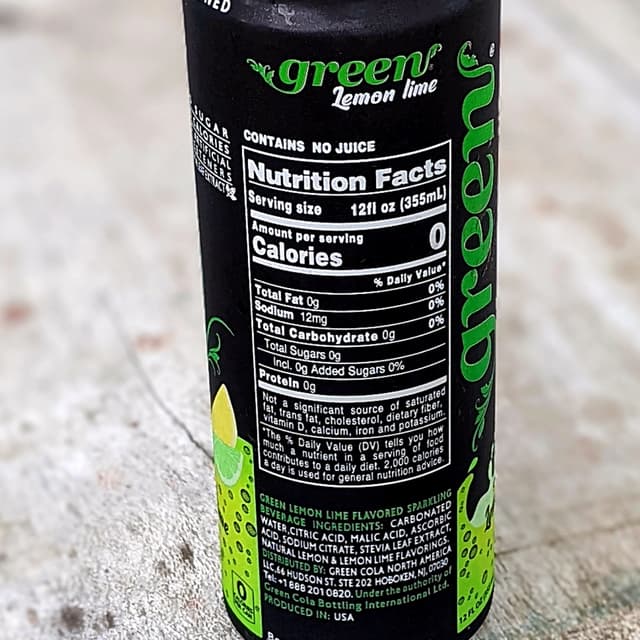 green
Lemon lime
green
SUGAR
CONTAINS NO JUICE
Nutrition Facts
Serving size 12fl oz (355mL)
Amount per serving
Calories 0
% Daily Value*
Total Fat 0g 0%
Sodium 12mg 0%
Total Carbohydrate 0g 0%
Total Sugars 0g
Incl. 0g Added Sugars 0%
Protein 0g
Not a significant source of saturated
fat, trans fat, cholesterol, dietary fiber,
vitamin D, calcium, iron and potassium.
*The % Daily Value (DV) tells you how
much a nutrient in a serving of food
contributes to a daily diet. 2,000 calories
a day is used for general nutrition advice.
GREEN LEMON LIME FLAVORED SPARKLING
BEVERAGE INGREDIENTS: CARBONATED
WATER, CITRIC ACID, MALIC ACID, ASCORBIC
ACID, SODIUM CITRATE, STEVIA LEAF EXTRACT,
NATURAL LEMON & LEMON LIME FLAVORINGS.
DISTRIBUTED BY: GREEN COLA NORTH AMERICA
LLC. 66 HUDSON ST. STE 202 HOBOKEN, NJ, 07030
Tel: +1 888 201 0820. Under the authority of
Green Cola Bottling International Ltd.
PRODUCED IN: USA
0